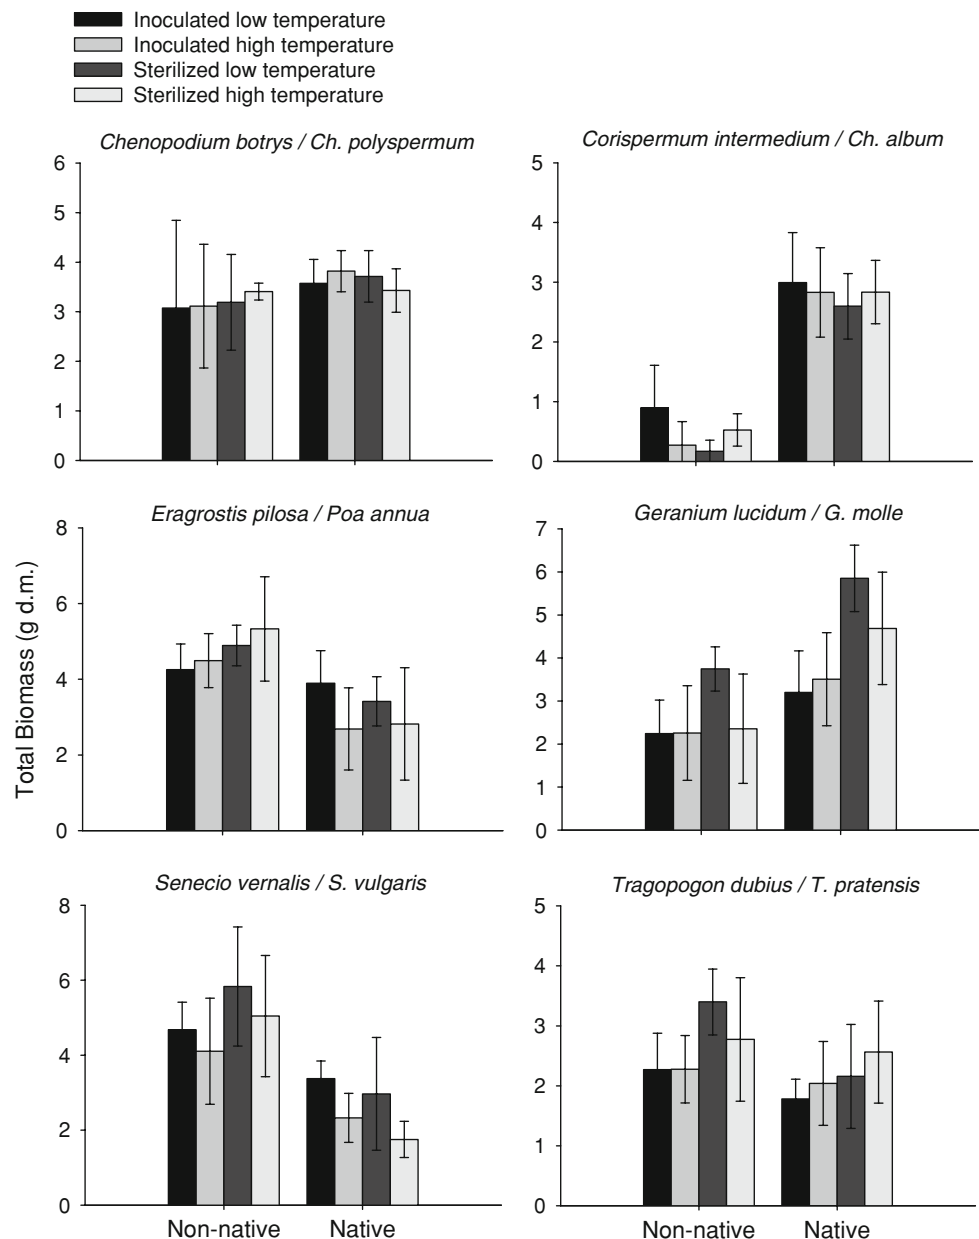 Inoculated low temperature
Inoculated high temperature
Sterilized low temperature
Sterilized high temperature
Chenopodium botrys / Ch. polyspermum
6
5
4
3
2
1
0
Corispermum intermedium / Ch. album
5
4
3
2
1
0
Total Biomass (g d.m.)
Eragrostis pilosa / Poa annua
8
6
4
2
0
Geranium lucidum / G. molle
7
6
5
4
3
2
1
0
Senecio vernalis / S. vulgaris
8
6
4
2
0
Non-native Native
Tragopogon dubius / T. pratensis
5
4
3
2
1
0
Non-native Native